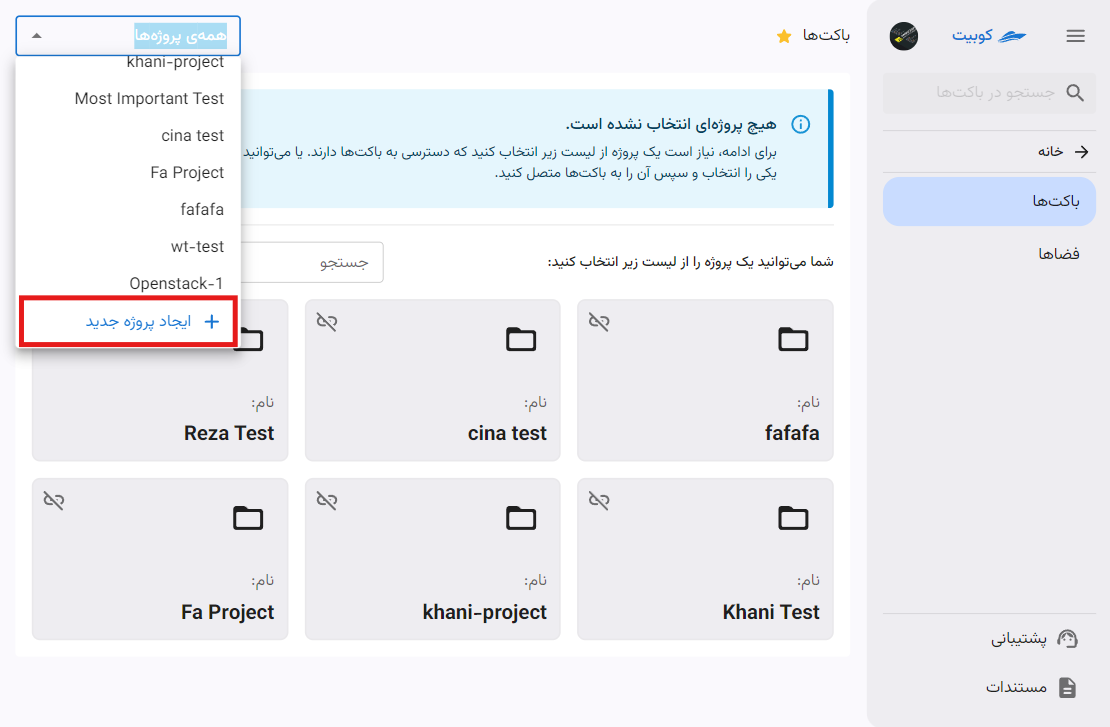 کوبیت
جستجو در باکت‌ها
خانه
باکت‌ها
فضاها
پشتیبانی
مستندات
باکت‌ها
همه‌ی پروژه‌ها
khani-project
Most Important Test
cina test
Fa Project
fafafa
wt-test
Openstack-1
ایجاد پروژه جدید
هیچ پروژه‌ای انتخاب نشده است.
برای ادامه، نیاز است یک پروژه از لیست زیر انتخاب کنید که دسترسی به باکت‌ها دارند. یا می‌توانید
یکی را انتخاب و سپس آن را به باکت‌ها متصل کنید.
شما می‌توانید یک پروژه را از لیست زیر انتخاب کنید:
جستجو
نام:
fafafa
نام:
cina test
نام:
Reza Test
نام:
Khani Test
نام:
khani-project
نام:
Fa Project